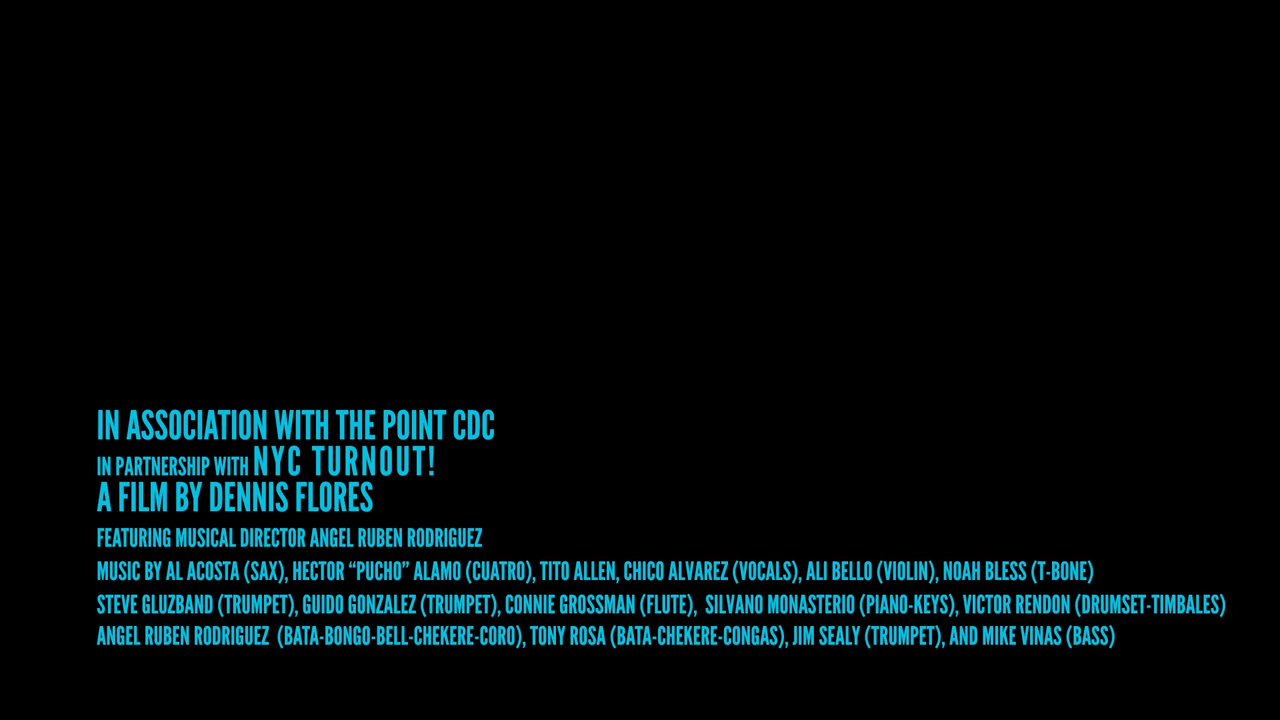 IN ASSOCIATION WITH THE POINT CDC
IN PARTNERSHIP WITH NYC TURNOUT!
A FILM BY DENNIS FLORES
FEATURING MUSICAL DIRECTOR ANGEL RUBEN RODRIGUEZ
MUSIC BY AL ACOSTA (SAX), HECTOR “PUCHO” ALAMO (CUATRO), TITO ALLEN, CHICO ALVAREZ (VOCALS), ALI BELLO (VIOLIN), NOAH BLESS (T-BONE)
STEVE GLUZBAND (TRUMPET), GUIDO GONZALEZ (TRUMPET), CONNIE GROSSMAN (FLUTE), SILVANO MONASTERIO (PIANO-KEYS), VICTOR RENDON (DRUMSET-TIMBALES)
ANGEL RUBEN RODRIGUEZ (BATA-BONGO-BELL-CHEKERE-CORO), TONY ROSA (BATA-CHEKERE-CONGAS), JIM SEALY (TRUMPET), AND MIKE VINAS (BASS)